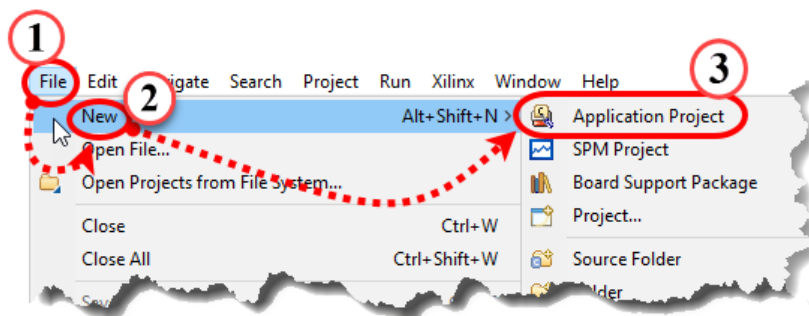 1
3
File Edit Search Project Run Xilinx Window Help
2
New Alt+Shift+N >
Application Project
Open File...
SPM Project
Open Projects from File System...
Board Support Package
Project...
Close Ctrl+W
Close All Ctrl+Shift+W
Source Folder